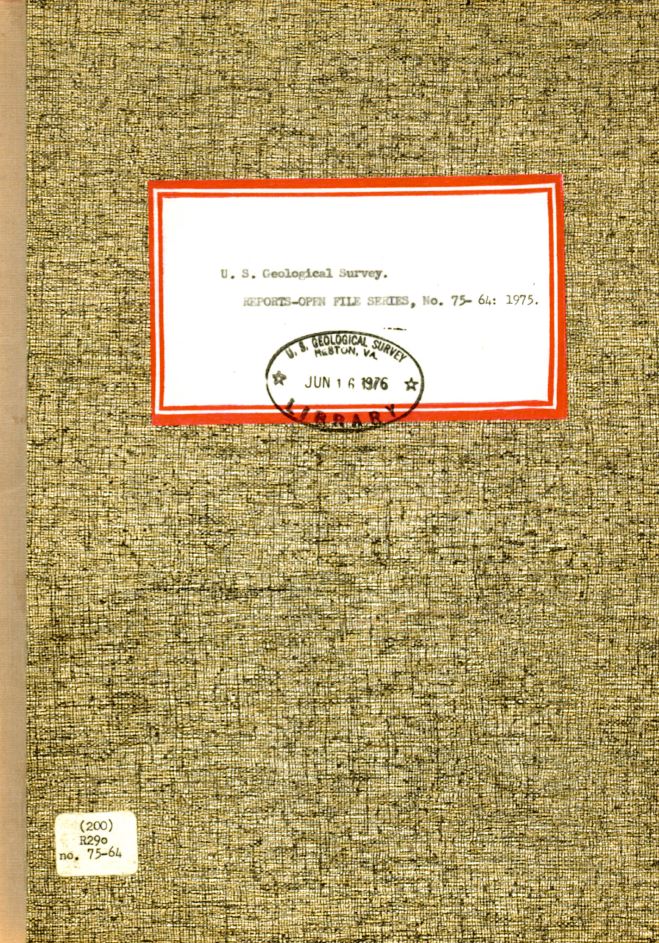 U. S. Geological Survey.
REPORTS-OPEN FILE SERIES, No. 75- 64: 1975.
U. S. GEOLOGICAL SURVEY
RESTON, VA.
JUN 16 1976
LIBRARY
(200)
R29o
no. 75-64